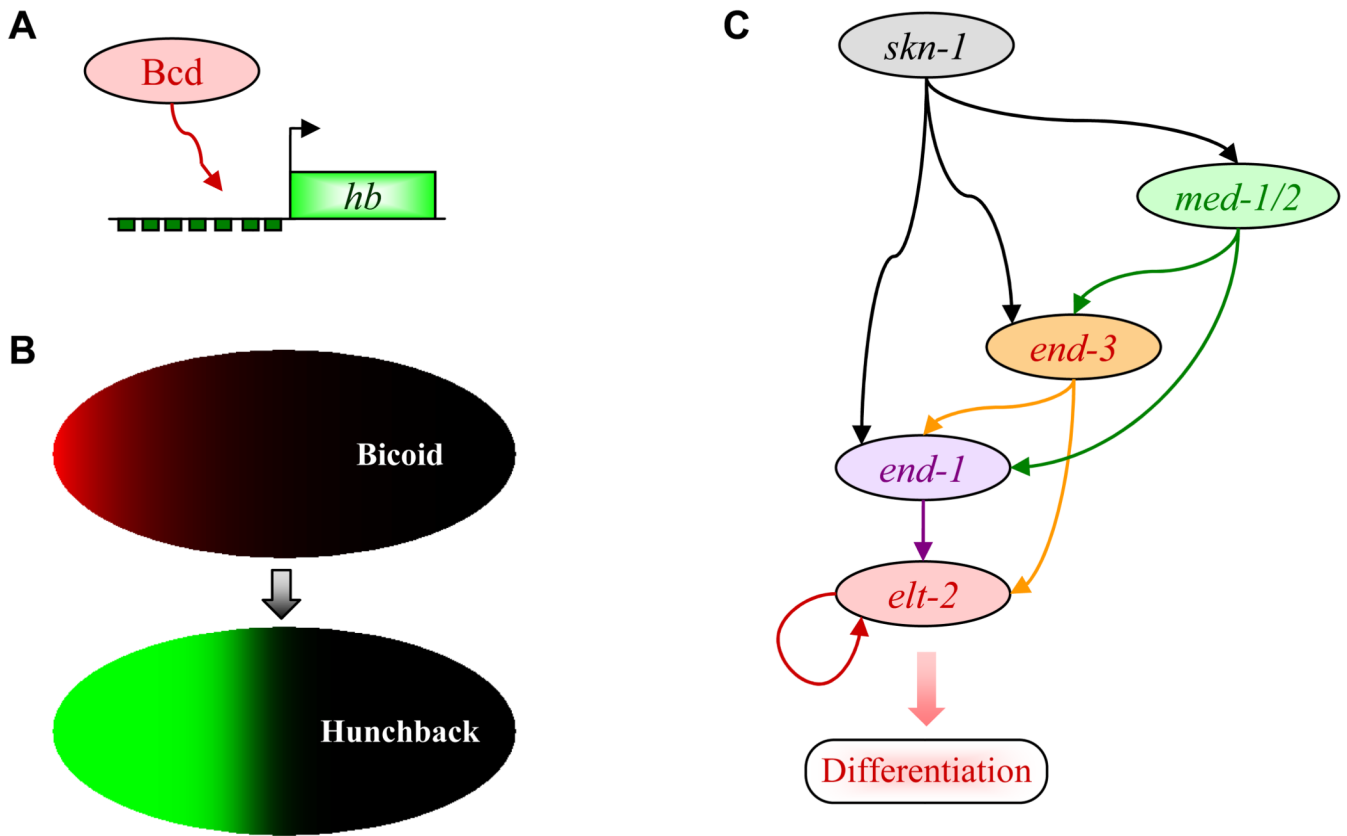 A
Bcd
hb
B
Bicoid
Hunchback
C
skn-1
med-1/2
end-3
end-1
elt-2
Differentiation